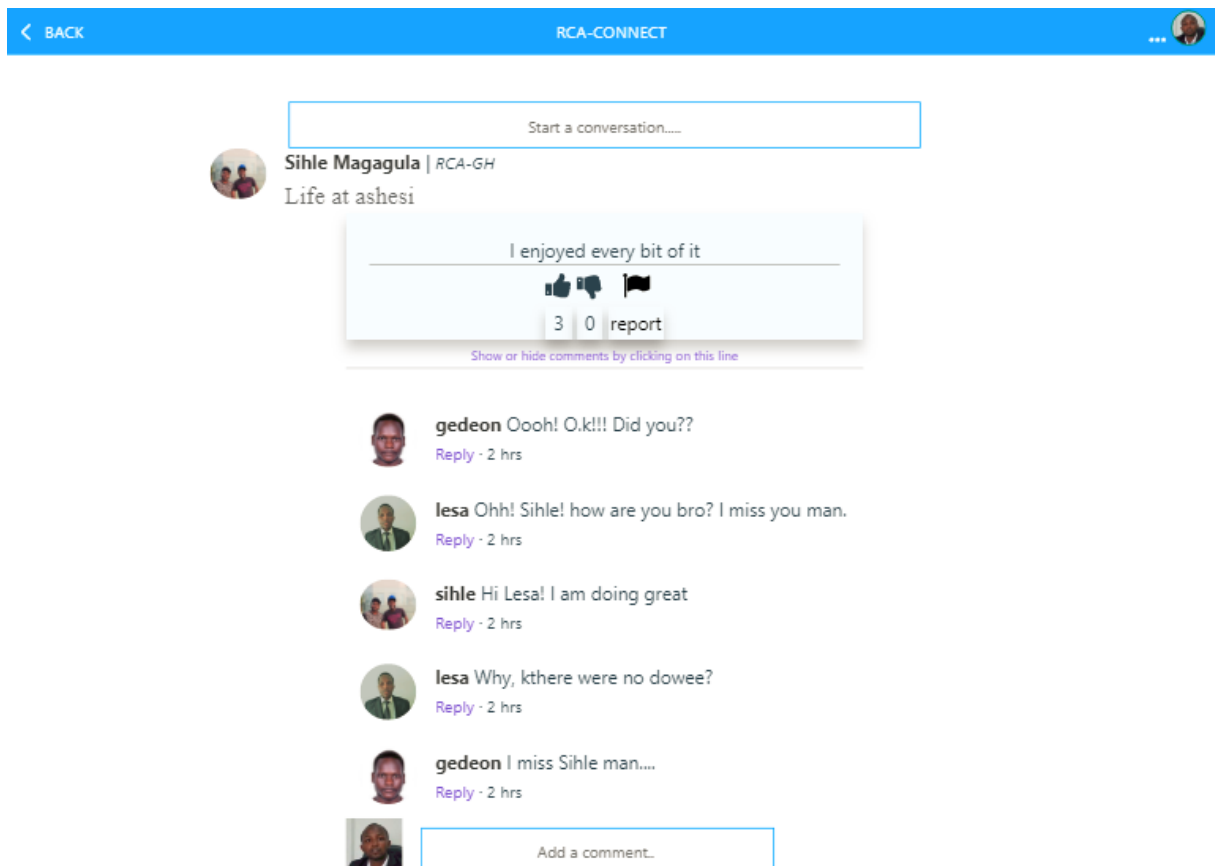 BACK
RCA-CONNECT
...
Start a conversation.....
Sihle Magagula | RCA-GH
Life at ashesi
I enjoyed every bit of it
3 0 report
Show or hide comments by clicking on this line
gedeon Oooh! O.k!!! Did you??
Reply · 2 hrs
lesa Ohh! Sihle! how are you bro? I miss you man.
Reply · 2 hrs
sihle Hi Lesa! I am doing great
Reply · 2 hrs
lesa Why, kthere were no dowee?
Reply · 2 hrs
gedeon I miss Sihle man....
Reply · 2 hrs
Add a comment..